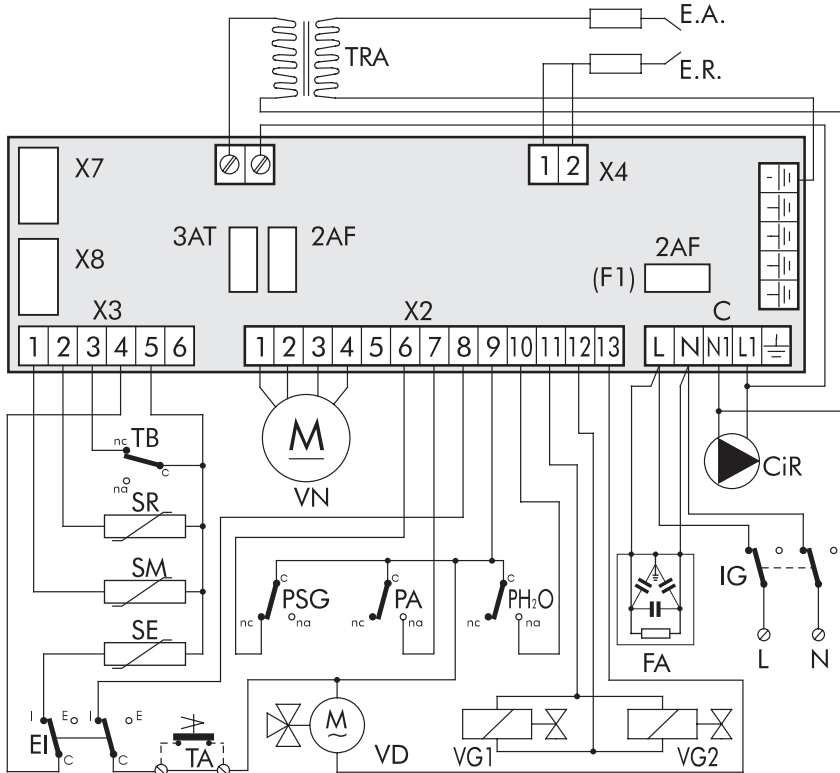 E.A.
TRA
E.R.
X7
1 2 X4
3AT 2AF
X8
2AF
(F1)
X3 X2 C
1 2 3 4 5 6
1 2 3 4 5 6 7 8 9 10 11 12 13
L N N1 L1
nc TB
c
na
M
VN
CiR
SR
SM
c PSG
nc na
c PA
nc na
c PH₂O
nc na
IG
SE
FA
L N
I E I E
EI
c c
TA
M
VD
VG1
VG2